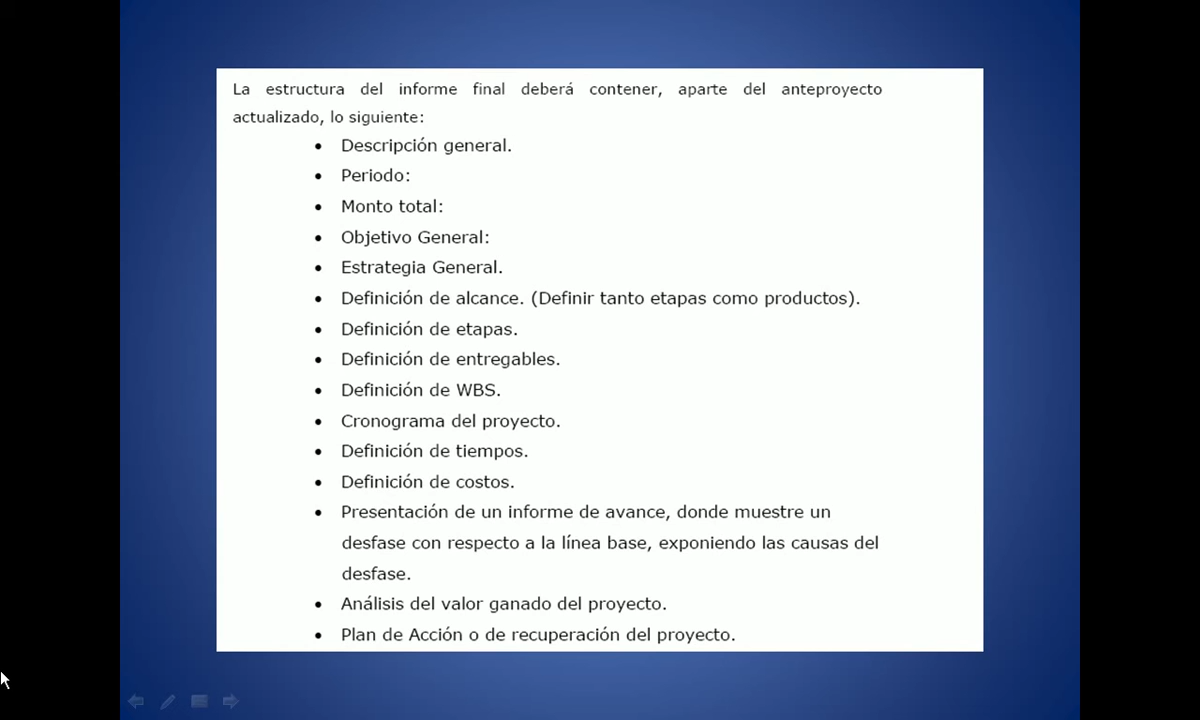 La estructura del informe final deberá contener, aparte del anteproyecto
actualizado, lo siguiente:
• Descripción general.
• Periodo:
• Monto total:
• Objetivo General:
• Estrategia General.
• Definición de alcance. (Definir tanto etapas como productos).
• Definición de etapas.
• Definición de entregables.
• Definición de WBS.
• Cronograma del proyecto.
• Definición de tiempos.
• Definición de costos.
• Presentación de un informe de avance, donde muestre un
desfase con respecto a la línea base, exponiendo las causas del
desfase.
• Análisis del valor ganado del proyecto.
• Plan de Acción o de recuperación del proyecto.